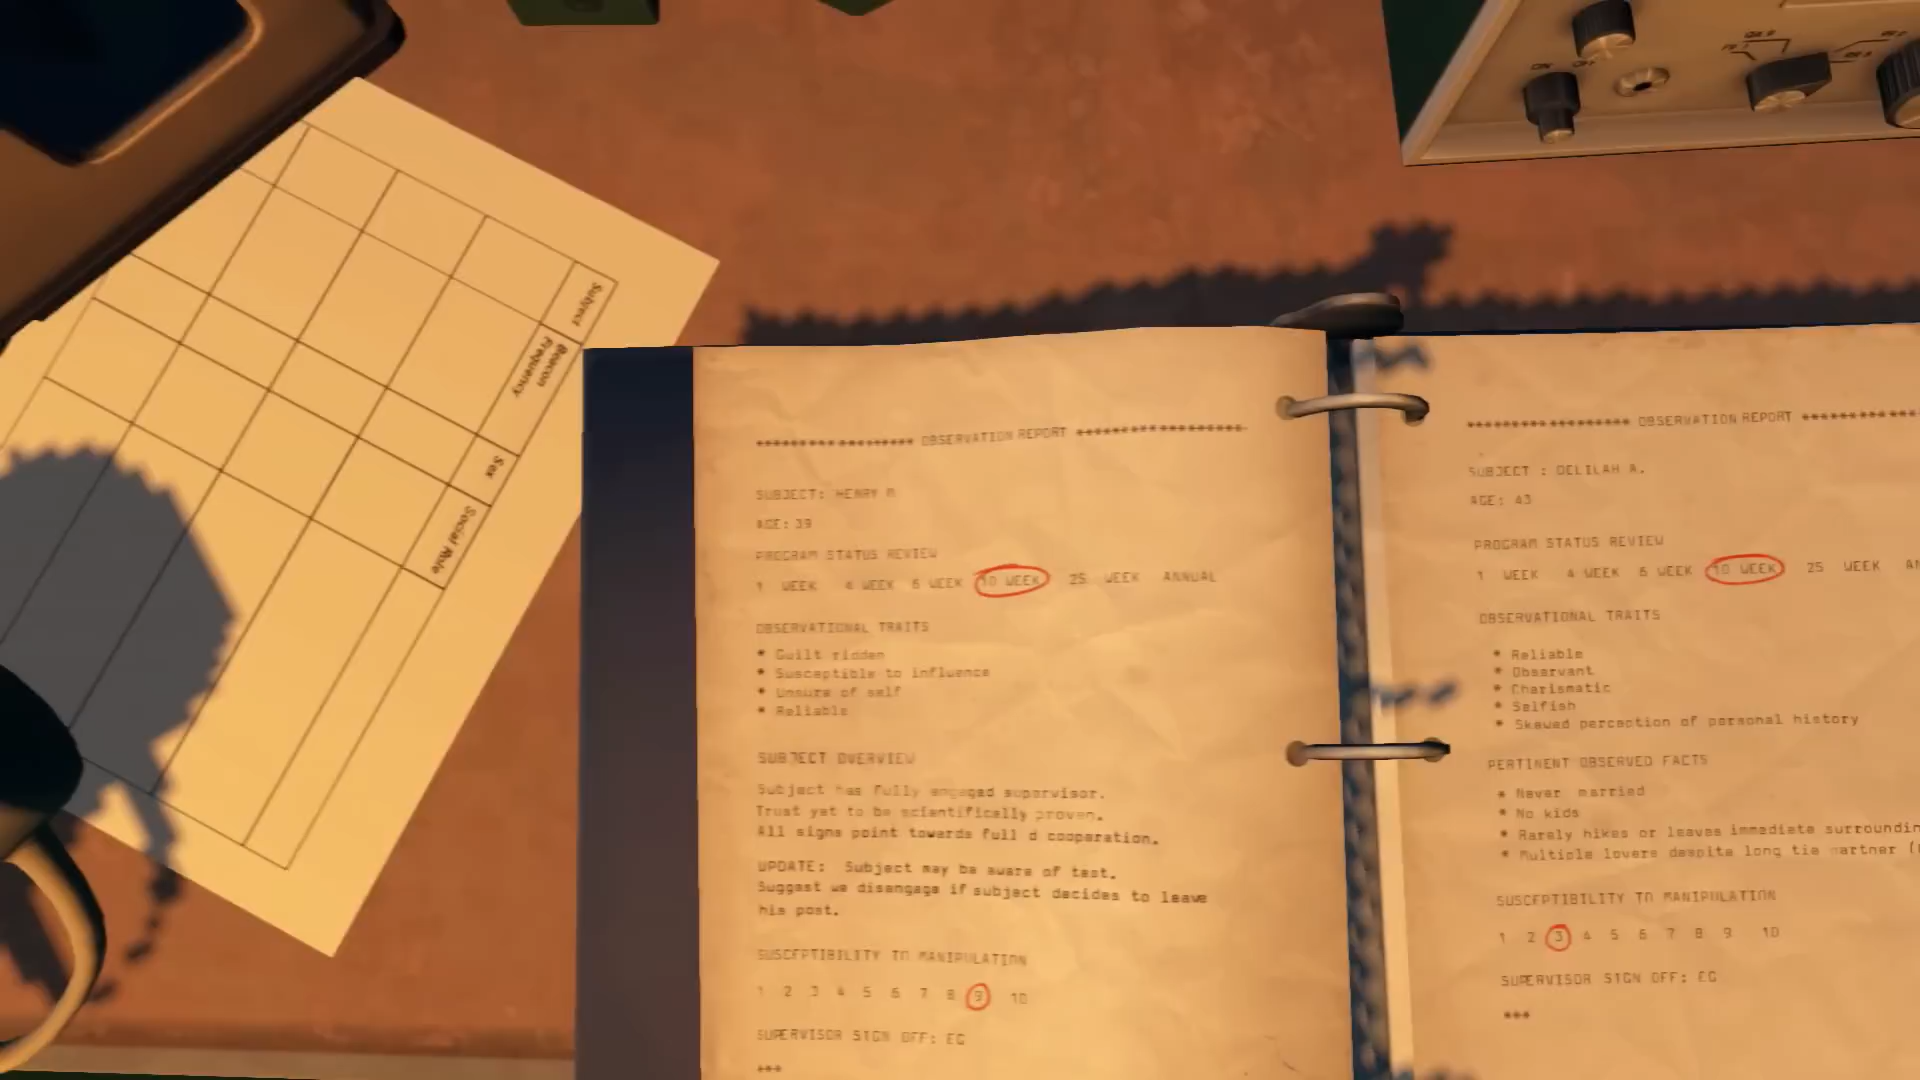 ON OFF
Subject
Beacon
Frequency
Sex
Social Role
****************** OBSERVATION REPORT *******************
SUBJECT: HENRY M
AGE: 39
PROGRAM STATUS REVIEW
1 WEEK 4 WEEK 6 WEEK 10 WEEK 25 WEEK ANNUAL
OBSERVATIONAL TRAITS
* Guilt ridden
* Susceptible to influence
* Unsure of self
* Reliable
SUBJECT OVERVIEW
Subject has fully engaged supervisor.
Trust yet to be scientifically proven.
All signs point towards full d cooperation.
UPDATE: Subject may be aware of test.
Suggest we disengage if subject decides to leave
his post.
SUSCEPTIBILITY TO MANIPULATION
1 2 3 4 5 6 7 8 9 10
SUPERVISOR SIGN OFF: EG
***
****************** OBSERVATION REPORT *************
SUBJECT : DELILAH A.
AGE: 43
PROGRAM STATUS REVIEW
1 WEEK 4 WEEK 6 WEEK 10 WEEK 25 WEEK AN
OBSERVATIONAL TRAITS
* Reliable
* Observant
* Charismatic
* Selfish
* Skewed perception of personal history
PERTINENT OBSERVED FACTS
* Never married
* No kids
* Rarely hikes or leaves immediate surroundin
* Multiple lovers despite long tie partner (
SUSCEPTIBILITY TO MANIPULATION
1 2 3 4 5 6 7 8 9 10
SUPERVISOR SIGN OFF: EG
***